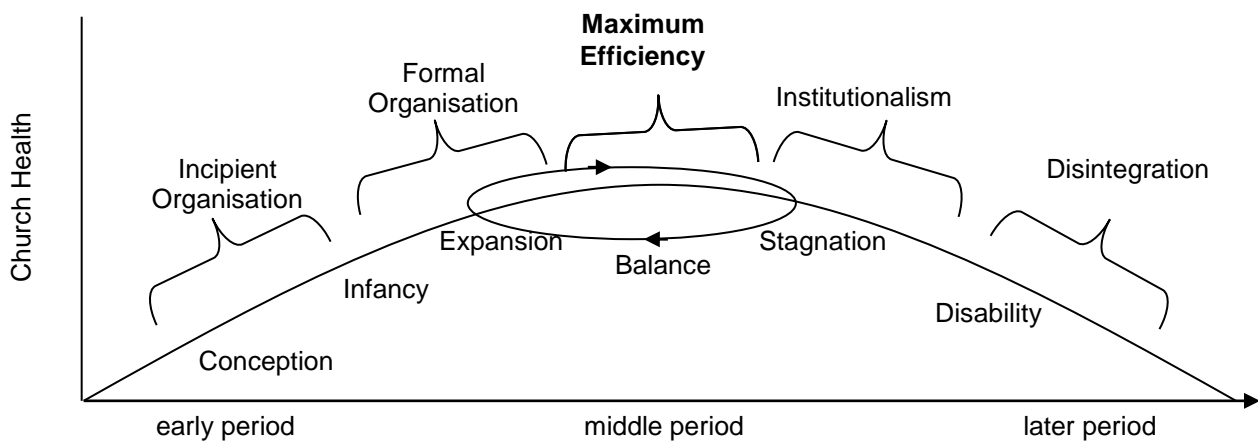 Maximum
Efficiency
Formal
Organisation
Institutionalism
Incipient
Organisation
Disintegration
Church Health
Expansion
Stagnation
Balance
Infancy
Disability
Conception
early period
middle period
later period